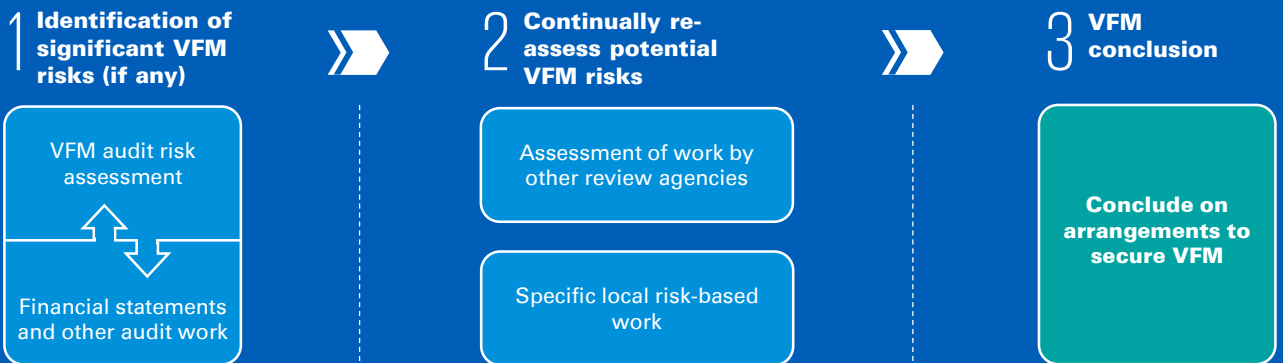 1
Identification of
significant VFM
risks (if any)
VFM audit risk
assessment
Financial statements
and other audit work
2
Continually re-
assess potential
VFM risks
Assessment of work by
other review agencies
Specific local risk-based
work
3
VFM
conclusion
Conclude on
arrangements to
secure VFM